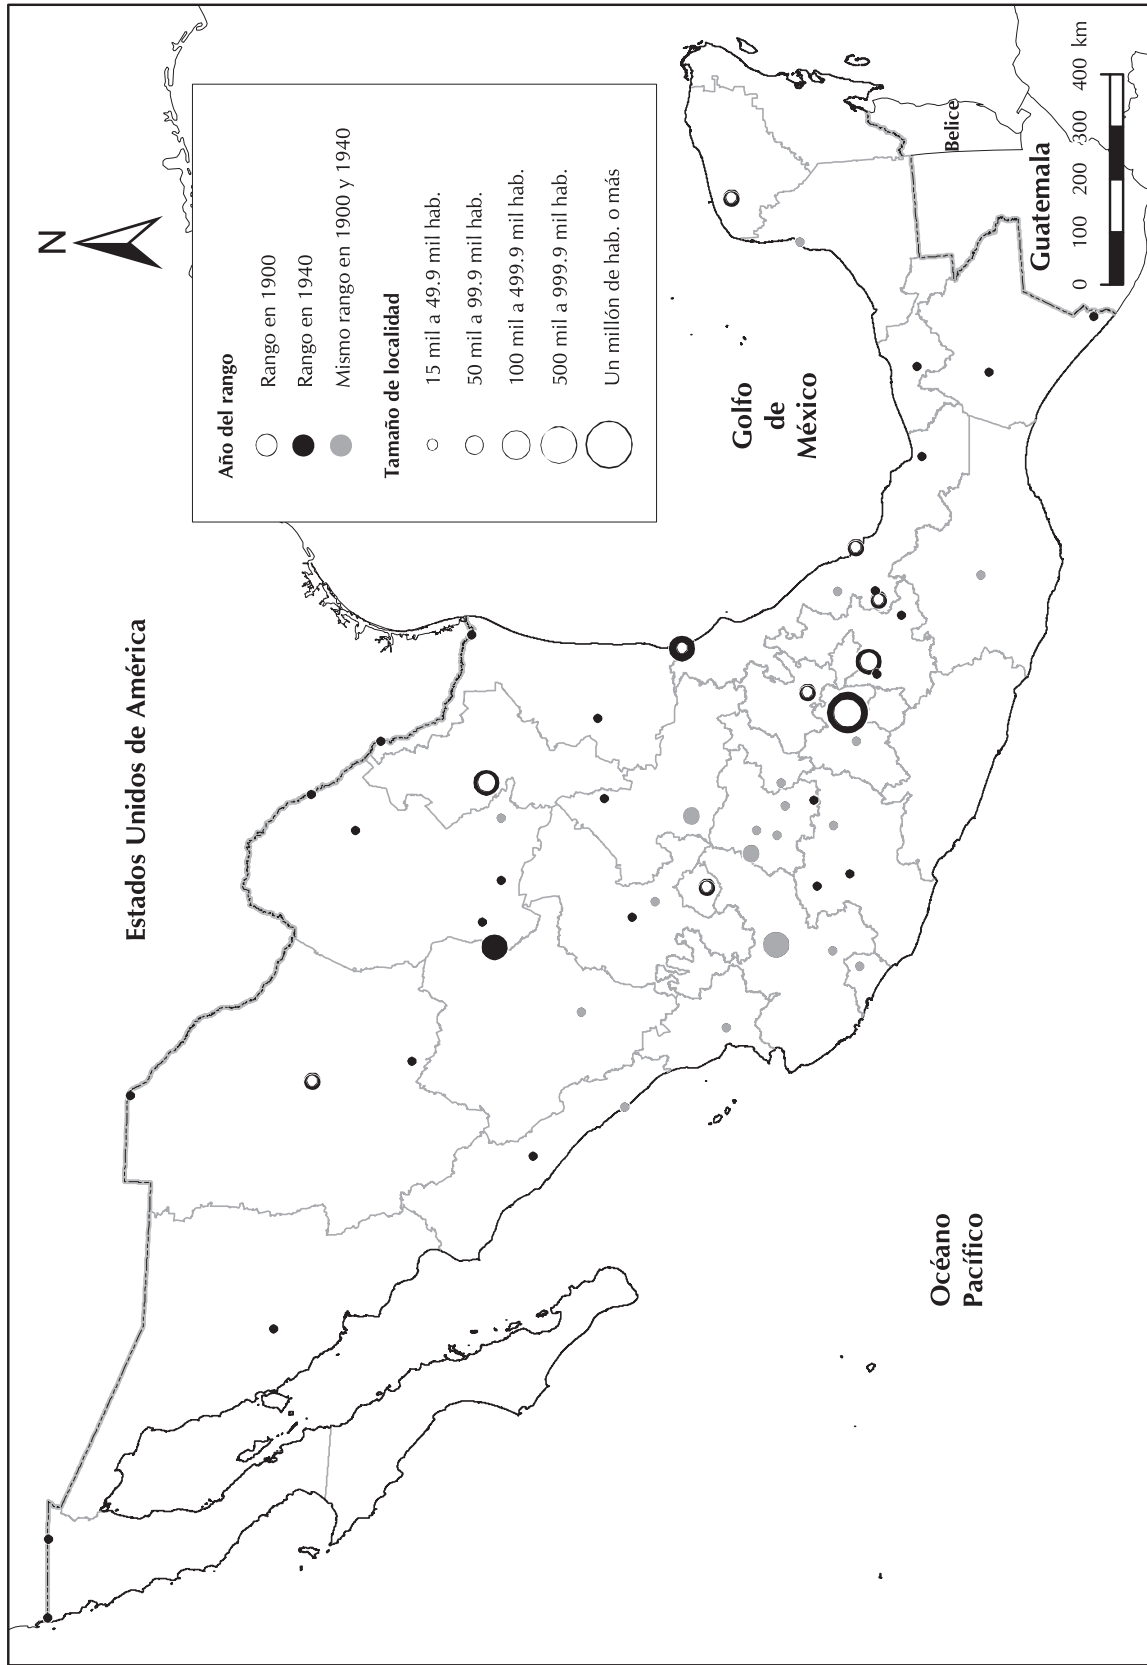 Estados Unidos de América
N
Año del rango
Rango en 1900
Rango en 1940
Mismo rango en 1900 y 1940
Tamaño de localidad
15 mil a 49.9 mil hab.
50 mil a 99.9 mil hab.
100 mil a 499.9 mil hab.
500 mil a 999.9 mil hab.
Un millón de hab. o más
Golfo
de
México
Océano
Pacífico
Belice
Guatemala
0 100 200 300 400 km